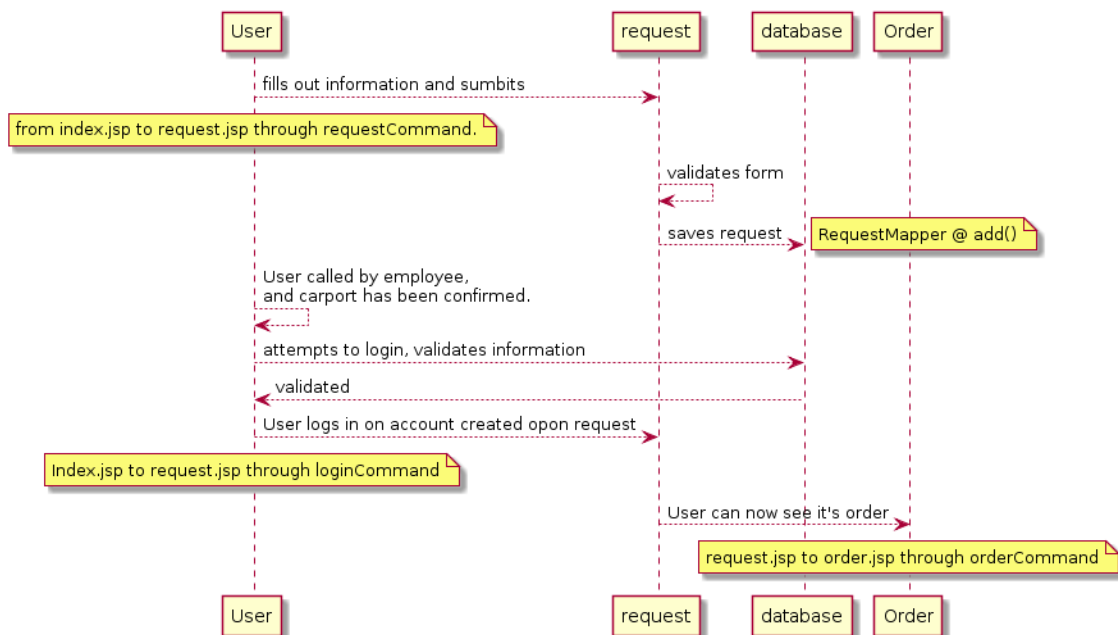 User request database Order
fills out information and sumbits
from index.jsp to request.jsp through requestCommand.
validates form
saves request
RequestMapper @ add()
User called by employee,
and carport has been confirmed.
attempts to login, validates information
validated
User logs in on account created opon request
Index.jsp to request.jsp through loginCommand
User can now see it's order
request.jsp to order.jsp through orderCommand
User request database Order